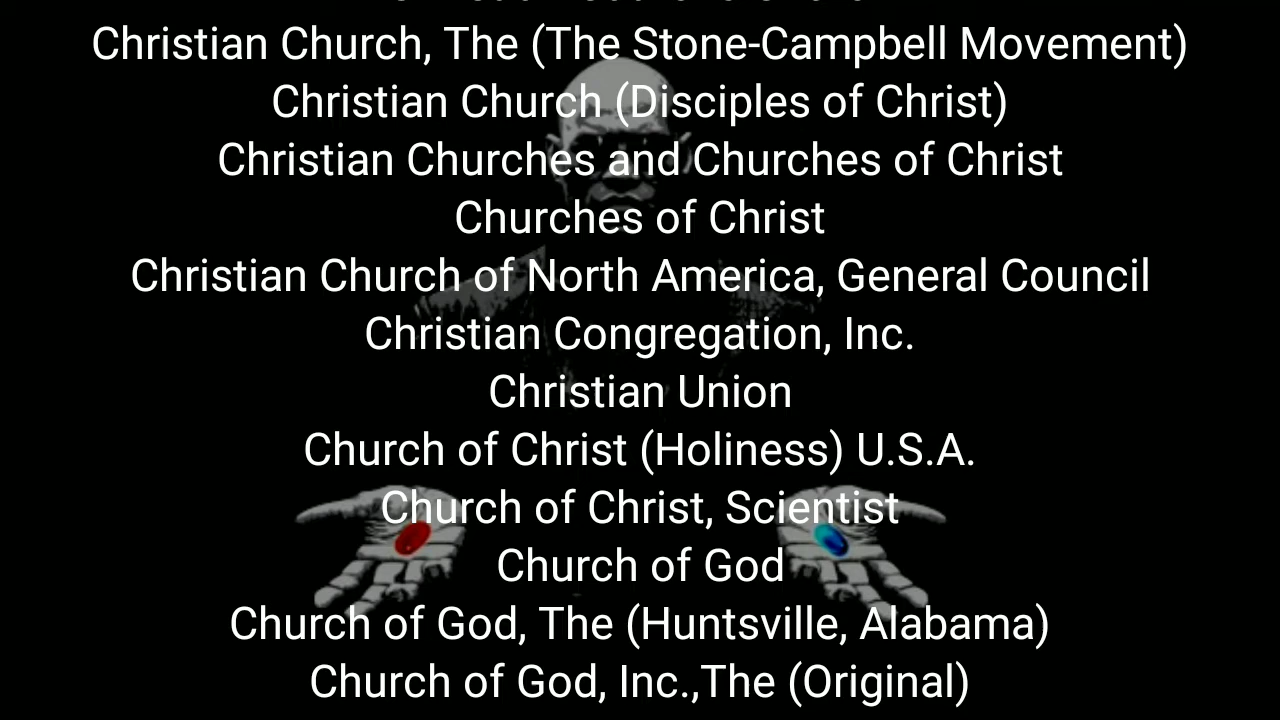 Christian Church, The (The Stone-Campbell Movement)
Christian Church (Disciples of Christ)
Christian Churches and Churches of Christ
Churches of Christ
Christian Church of North America, General Council
Christian Congregation, Inc.
Christian Union
Church of Christ (Holiness) U.S.A.
Church of Christ, Scientist
Church of God
Church of God, The (Huntsville, Alabama)
Church of God, Inc.,The (Original)